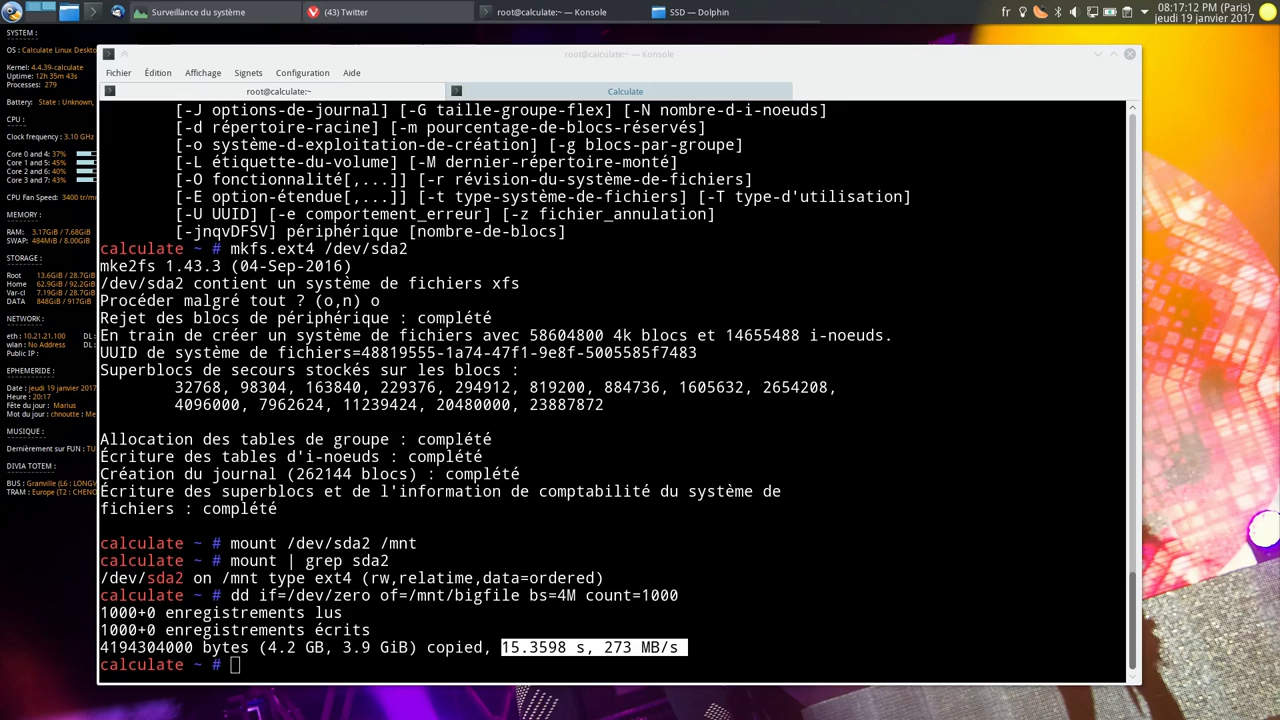 Surveillance du système
(43) Twitter
root@calculate:~ — Konsole
SSD — Dolphin
fr
08:17:12 PM (Paris)
jeudi 19 janvier 2017
SYSTEM :
OS : Calculate Linux Deskto
Kernel: 4.4.39-calculate
Uptime: 12h 35m 43s
Processes: 279
Battery: State : Unknown,
CPU :
Clock frequency : 3.10 GHz
Core 0 and 4: 37%
Core 1 and 5: 45%
Core 2 and 6: 40%
Core 3 and 7: 43%
CPU Fan Speed: 3400 tr/m
MEMORY :
RAM: 3.17GiB / 7.68GiB
SWAP: 484MiB / 8.00GiB
STORAGE :
Root 13.6GiB / 28.7GiB
Home 62.9GiB / 92.2GiB
Var-cl 7.19GiB / 28.7GiB
DATA 848GiB / 917GiB
NETWORK :
eth : 10.21.21.100 DL :
wlan : No Address DL :
Public IP :
EPHEMERIDE :
Date : jeudi 19 janvier 2017
Heure : 20:17
Fête du jour : Marius
Mot du jour : chnoutte : Me
MUSIQUE :
Dernièrement sur FUN : TU
DIVIA TOTEM :
BUS : Granville (L6 : LONGV
TRAM : Europe (T2 : CHENO
root@calculate:~ — Konsole
Fichier Édition Affichage Signets Configuration Aide
root@calculate:~
Calculate
[-J options-de-journal] [-G taille-groupe-flex] [-N nombre-d-i-noeuds]
[-d répertoire-racine] [-m pourcentage-de-blocs-réservés]
[-o système-d-exploitation-de-création] [-g blocs-par-groupe]
[-L étiquette-du-volume] [-M dernier-répertoire-monté]
[-O fonctionnalité[,...]] [-r révision-du-système-de-fichiers]
[-E option-étendue[,...]] [-t type-système-de-fichiers] [-T type-d'utilisation]
[-U UUID] [-e comportement_erreur] [-z fichier_annulation]
[-jnqvDFSV] périphérique [nombre-de-blocs]
calculate ~ # mkfs.ext4 /dev/sda2
mke2fs 1.43.3 (04-Sep-2016)
/dev/sda2 contient un système de fichiers xfs
Procéder malgré tout ? (o,n) o
Rejet des blocs de périphérique : complété
En train de créer un système de fichiers avec 58604800 4k blocs et 14655488 i-noeuds.
UUID de système de fichiers=48819555-1a74-47f1-9e8f-5005585f7483
Superblocs de secours stockés sur les blocs :
32768, 98304, 163840, 229376, 294912, 819200, 884736, 1605632, 2654208,
4096000, 7962624, 11239424, 20480000, 23887872
Allocation des tables de groupe : complété
Écriture des tables d'i-noeuds : complété
Création du journal (262144 blocs) : complété
Écriture des superblocs et de l'information de comptabilité du système de
fichiers : complété
calculate ~ # mount /dev/sda2 /mnt
calculate ~ # mount | grep sda2
/dev/sda2 on /mnt type ext4 (rw,relatime,data=ordered)
calculate ~ # dd if=/dev/zero of=/mnt/bigfile bs=4M count=1000
1000+0 enregistrements lus
1000+0 enregistrements écrits
4194304000 bytes (4.2 GB, 3.9 GiB) copied, 15.3598 s, 273 MB/s
calculate ~ #